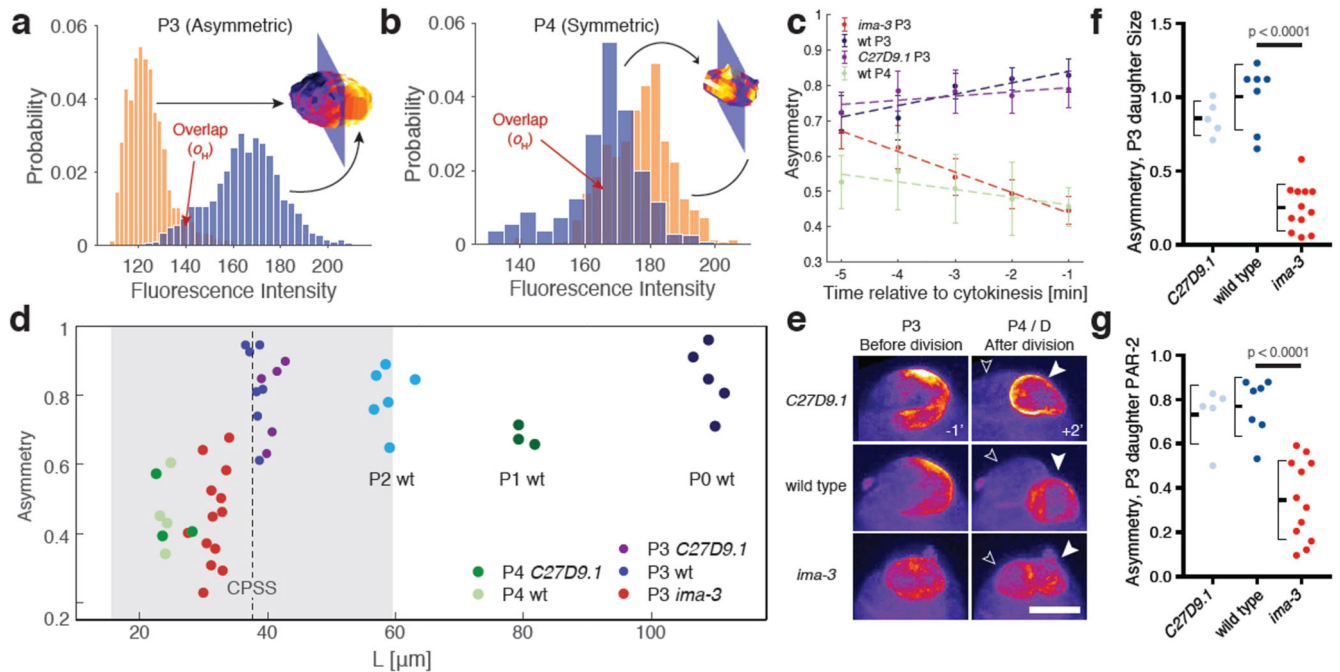 a
P3 (Asymmetric)
0.06
0.04
0.02
0
Probability
Overlap
(oH)
120 140 160 180 200
Fluorescence Intensity
b
P4 (Symmetric)
0.06
0.04
0.02
0
Probability
Overlap
(oH)
140 160 180 200
Fluorescence Intensity
c
0.9
0.8
0.7
0.6
0.5
0.4
0.3
Asymmetry
ima-3 P3
wt P3
C27D9.1 P3
wt P4
-5 -4 -3 -2 -1
Time relative to cytokinesis [min]
d
1
0.8
0.6
0.4
0.2
Asymmetry
P2 wt
P1 wt
P0 wt
CPSS
P4 C27D9.1
P4 wt
P3 C27D9.1
P3 wt
P3 ima-3
20 40 60 80 100
L [µm]
e
P3
Before division
P4 / D
After division
C27D9.1
-1'
+2'
wild type
ima-3
f
p < 0.0001
1.5
1.0
0.5
0.0
Asymmetry, P3 daughter Size
C27D9.1
wild type
ima-3
g
p < 0.0001
1.0
0.8
0.6
0.4
0.2
0.0
Asymmetry, P3 daughter PAR-2
C27D9.1
wild type
ima-3